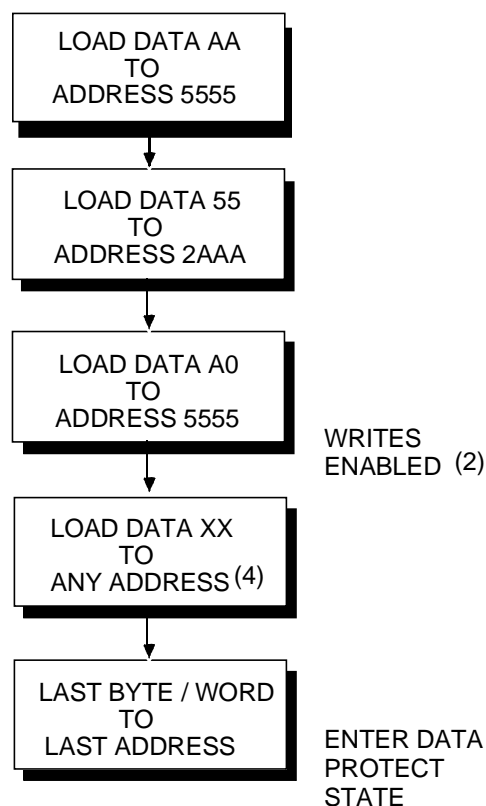 LOAD DATA AA
TO
ADDRESS 5555
LOAD DATA 55
TO
ADDRESS 2AAA
LOAD DATA A0
TO
ADDRESS 5555
WRITES
ENABLED (2)
LOAD DATA XX
TO
ANY ADDRESS (4)
LAST BYTE / WORD
TO
LAST ADDRESS
ENTER DATA
PROTECT
STATE